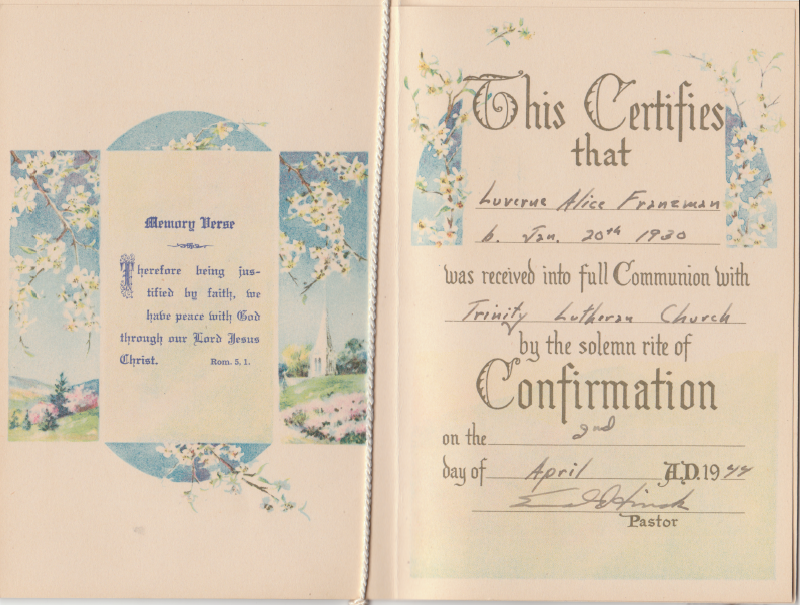 Memory Verse
Therefore being jus-
tified by faith, we
have peace with God
through our Lord Jesus
Christ. Rom. 5, 1.
This Certifies
that
Luverne Alice Franzman
b. Jan. 20th 1930
was received into full Communion with
Trinity Lutheran Church
by the solemn rite of
Confirmation
on the 2nd
day of April A.D. 1944
Pastor